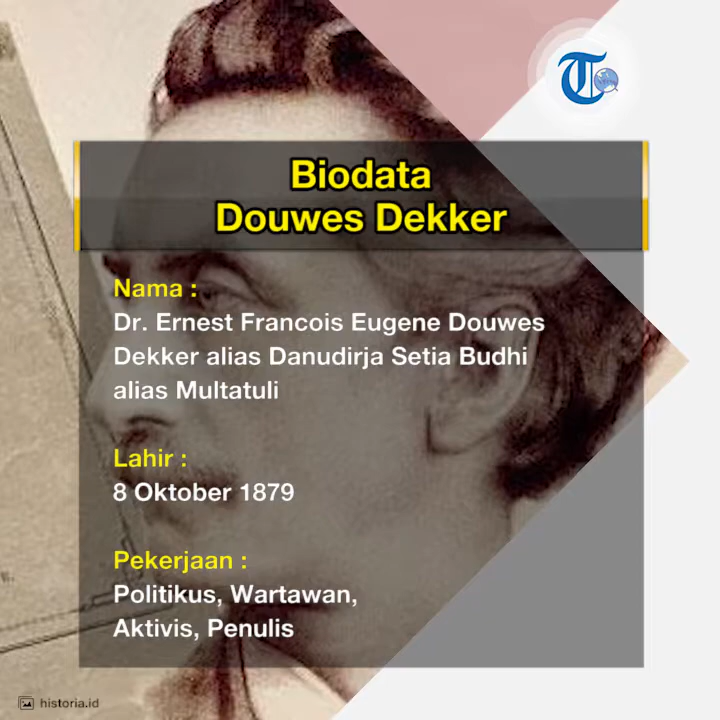 Biodata
Douwes Dekker
Nama :
Dr. Ernest Francois Eugene Douwes
Dekker alias Danudirja Setia Budhi
alias Multatuli
Lahir :
8 Oktober 1879
Pekerjaan :
Politikus, Wartawan,
Aktivis, Penulis
historia.id